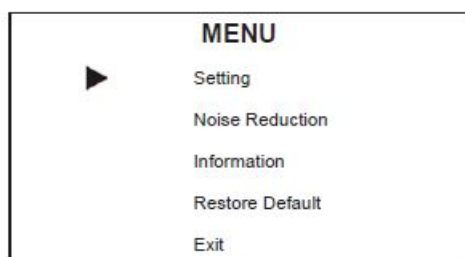 MENU
Setting
Noise Reduction
Information
Restore Default
Exit